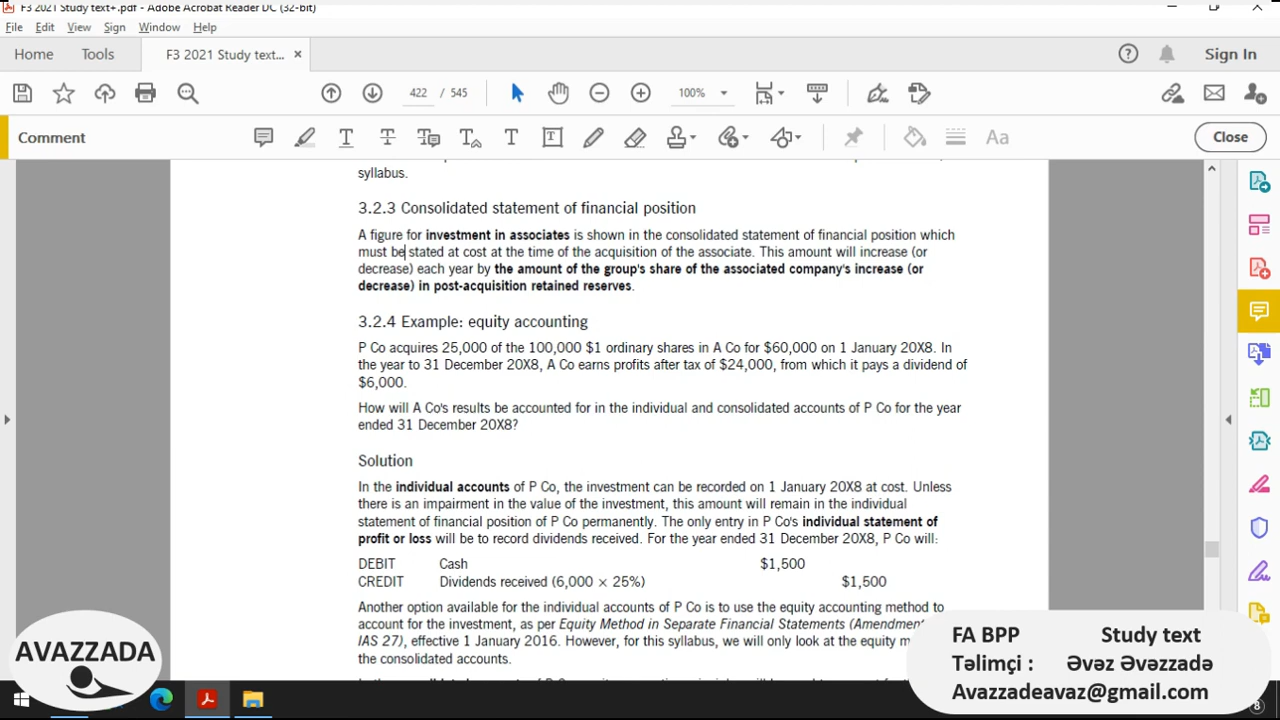 F3 2021 Study text+.pdf - Adobe Acrobat Reader DC (32-bit)
File Edit View Sign Window Help
Home Tools F3 2021 Study text... × Sign In
422 / 545 100%
Comment Close
syllabus.
3.2.3 Consolidated statement of financial position
A figure for investment in associates is shown in the consolidated statement of financial position which
must be stated at cost at the time of the acquisition of the associate. This amount will increase (or
decrease) each year by the amount of the group's share of the associated company's increase (or
decrease) in post-acquisition retained reserves.
3.2.4 Example: equity accounting
P Co acquires 25,000 of the 100,000 $1 ordinary shares in A Co for $60,000 on 1 January 20X8. In
the year to 31 December 20X8, A Co earns profits after tax of $24,000, from which it pays a dividend of
$6,000.
How will A Co's results be accounted for in the individual and consolidated accounts of P Co for the year
ended 31 December 20X8?
Solution
In the individual accounts of P Co, the investment can be recorded on 1 January 20X8 at cost. Unless
there is an impairment in the value of the investment, this amount will remain in the individual
statement of financial position of P Co permanently. The only entry in P Co's individual statement of
profit or loss will be to record dividends received. For the year ended 31 December 20X8, P Co will:
DEBIT Cash $1,500
CREDIT Dividends received (6,000 × 25%) $1,500
Another option available for the individual accounts of P Co is to use the equity accounting method to
account for the investment, as per Equity Method in Separate Financial Statements (Amendment
IAS 27), effective 1 January 2016. However, for this syllabus, we will only look at the equity m
the consolidated accounts.
AVAZZADA
FA BPP Study text
Təlimçi : Əvəz Əvəzzadə
Avazzadeavaz@gmail.com